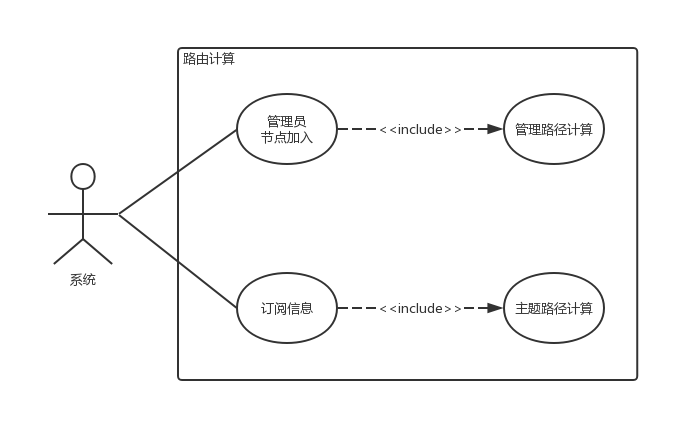 路由计算
管理员
节点加入
<<include>>
管理路径计算
系统
订阅信息
<<include>>
主题路径计算